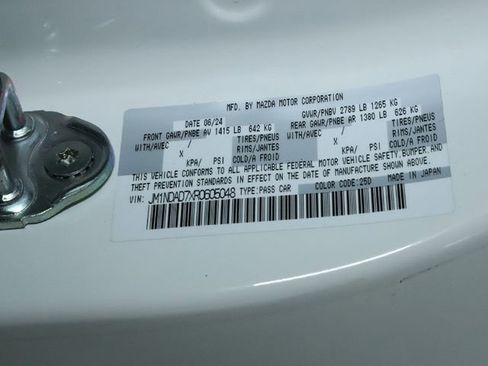 MFD. BY MAZDA MOTOR CORPORATION
DATE 06/24 GVWR/PNBV 2789 LB 1265 KG
FRONT GAWR/PNBE AV 1415 LB 642 KG REAR GAWR/PNBE AR 1380 LB 626 KG
WITH/AVEC / TIRES/PNEUS WITH/AVEC / TIRES/PNEUS
X RIMS/JANTES X RIMS/JANTES
KPA/ PSI COLD/A FROID KPA/ PSI COLD/A FROID
THIS VEHICLE CONFORMS TO ALL APPLICABLE FEDERAL MOTOR VEHICLE SAFETY, BUMPER, AND
THEFT PREVENTION STANDARDS IN EFFECT ON THE DATE OF MANUFACTURE SHOWN ABOVE.
VIN: JM1NDAD7XR0605048 TYPE:PASS CAR COLOR CODE:25D MADE IN JAPAN